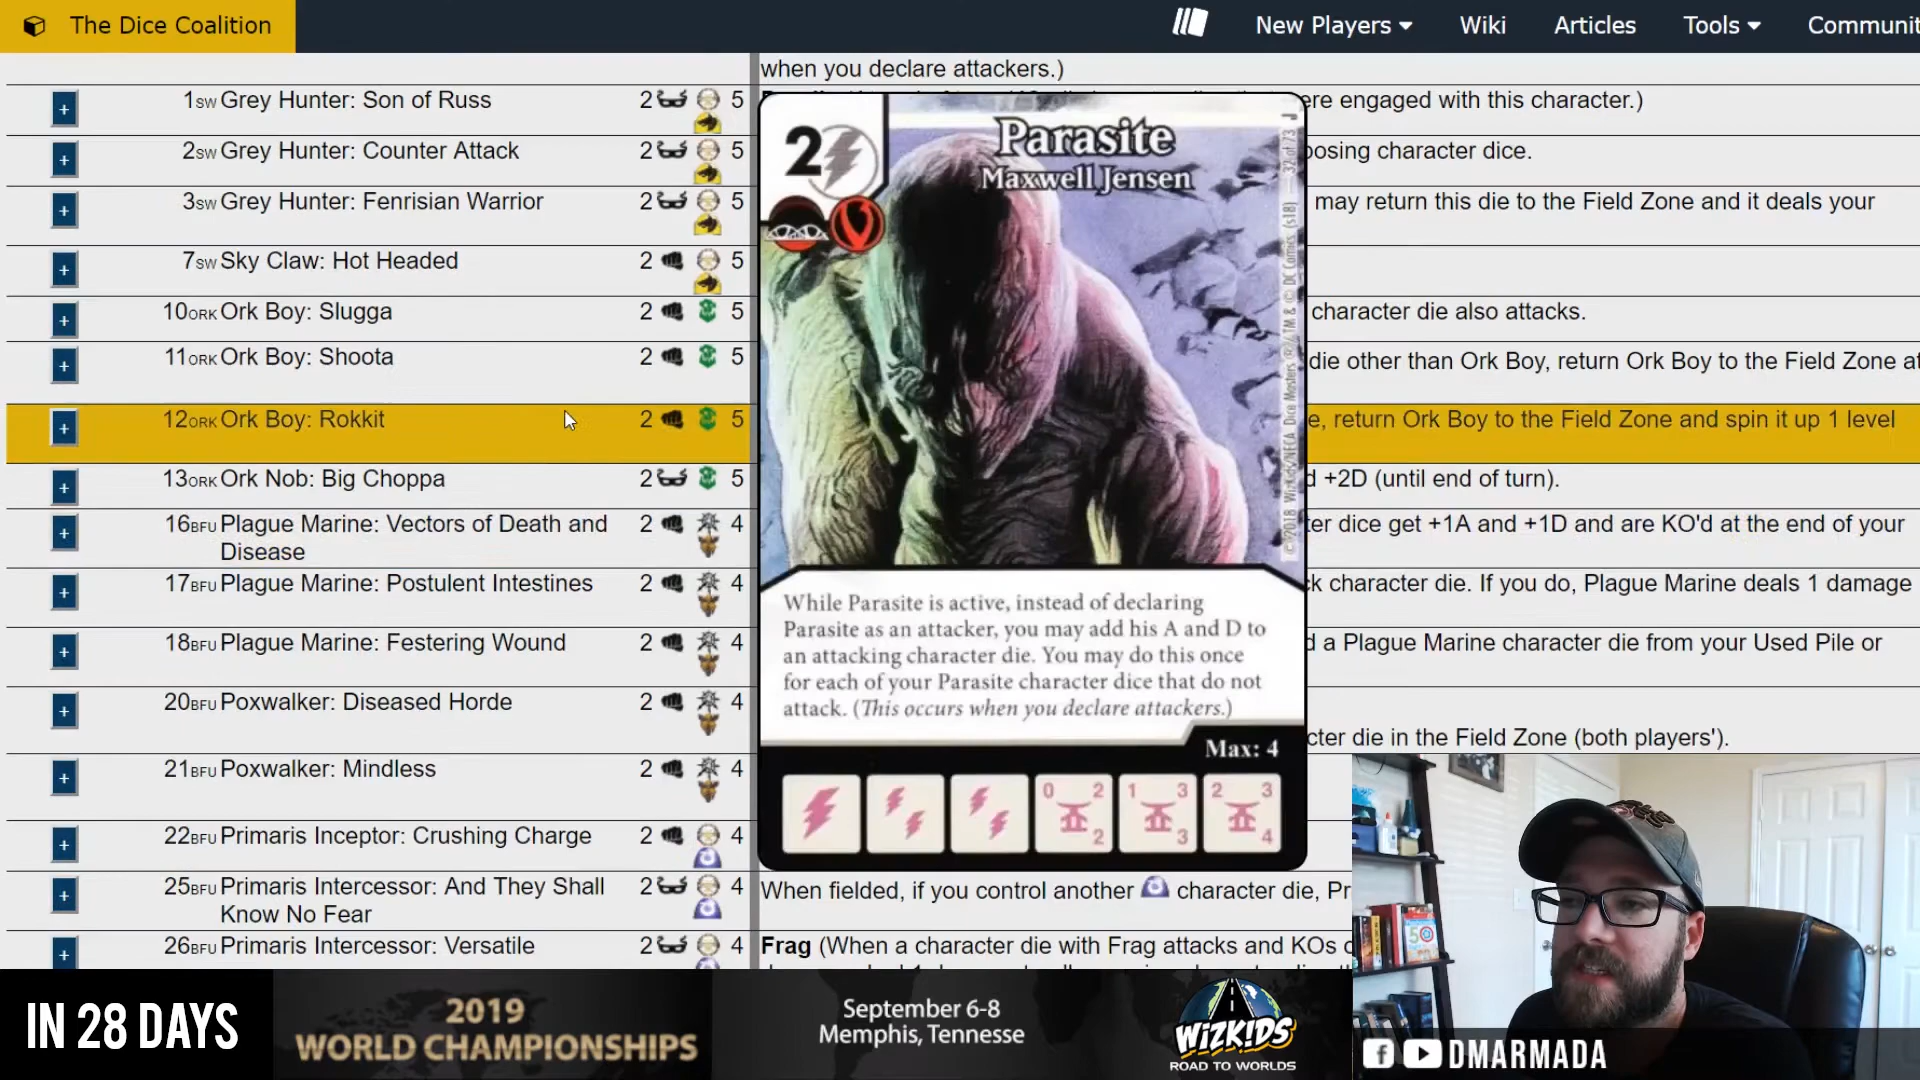 The Dice Coalition
New Players
Wiki
Articles
Tools
Communit
when you declare attackers.)
1SW Grey Hunter: Son of Russ 2 5
ere engaged with this character.)
2SW Grey Hunter: Counter Attack 2 5
posing character dice.
3SW Grey Hunter: Fenrisian Warrior 2 5
may return this die to the Field Zone and it deals your
7SW Sky Claw: Hot Headed 2 5
10ORK Ork Boy: Slugga 2 5
character die also attacks.
11ORK Ork Boy: Shoota 2 5
die other than Ork Boy, return Ork Boy to the Field Zone at
12ORK Ork Boy: Rokkit 2 5
e, return Ork Boy to the Field Zone and spin it up 1 level
13ORK Ork Nob: Big Choppa 2 5
d +2D (until end of turn).
16BFU Plague Marine: Vectors of Death and 2 4
Disease
ter dice get +1A and +1D and are KO'd at the end of your
17BFU Plague Marine: Postulent Intestines 2 4
ck character die. If you do, Plague Marine deals 1 damage
18BFU Plague Marine: Festering Wound 2 4
d a Plague Marine character die from your Used Pile or
20BFU Poxwalker: Diseased Horde 2 4
cter die in the Field Zone (both players').
21BFU Poxwalker: Mindless 2 4
22BFU Primaris Inceptor: Crushing Charge 2 4
25BFU Primaris Intercessor: And They Shall 2 4
Know No Fear
When fielded, if you control another character die, Pr
26BFU Primaris Intercessor: Versatile 2 4
Frag (When a character die with Frag attacks and KOs
2
Parasite
Maxwell Jensen
While Parasite is active, instead of declaring
Parasite as an attacker, you may add his A and D to
an attacking character die. You may do this once
for each of your Parasite character dice that do not
attack. (This occurs when you declare attackers.)
Max: 4
0 2 2
1 3 3
2 3 4
IN 28 DAYS
2019
WORLD CHAMPIONSHIPS
September 6-8
Memphis, Tennessee
WIZKIDS
ROAD TO WORLDS
DMARMADA